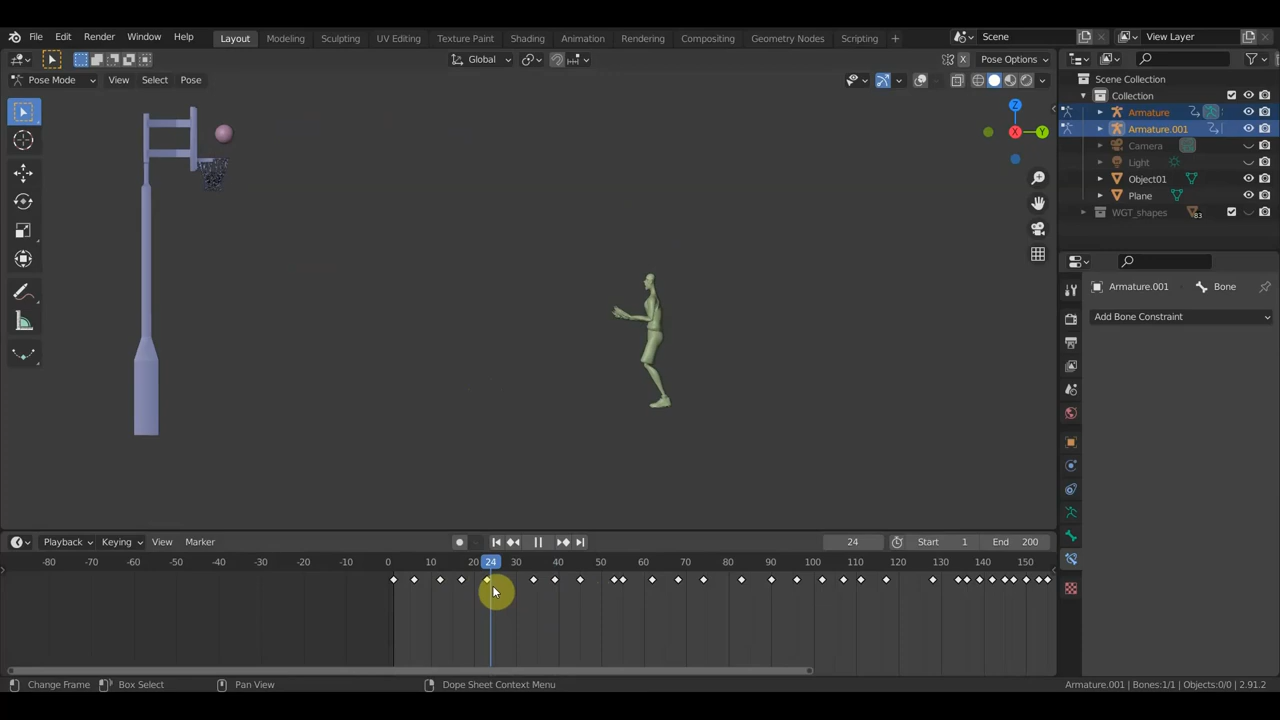 File Edit Render Window Help Layout Modeling Sculpting UV Editing Texture Paint Shading Animation Rendering Compositing Geometry Nodes Scripting + Scene View Layer
Global X Pose Options
Pose Mode View Select Pose
Z
X Y
Scene Collection
Collection
Armature
Armature.001
Camera
Light
Object01
Plane
WGT_shapes 83
Armature.001 Bone
Add Bone Constraint
Playback Keying View Marker 24 Start 1 End 200
-80 -70 -60 -50 -40 -30 -20 -10 0 10 20 24 30 40 50 60 70 80 90 100 110 120 130 140 150
Change Frame Box Select Pan View Dope Sheet Context Menu Armature.001 | Bones:1/1 | Objects:0/0 | 2.91.2